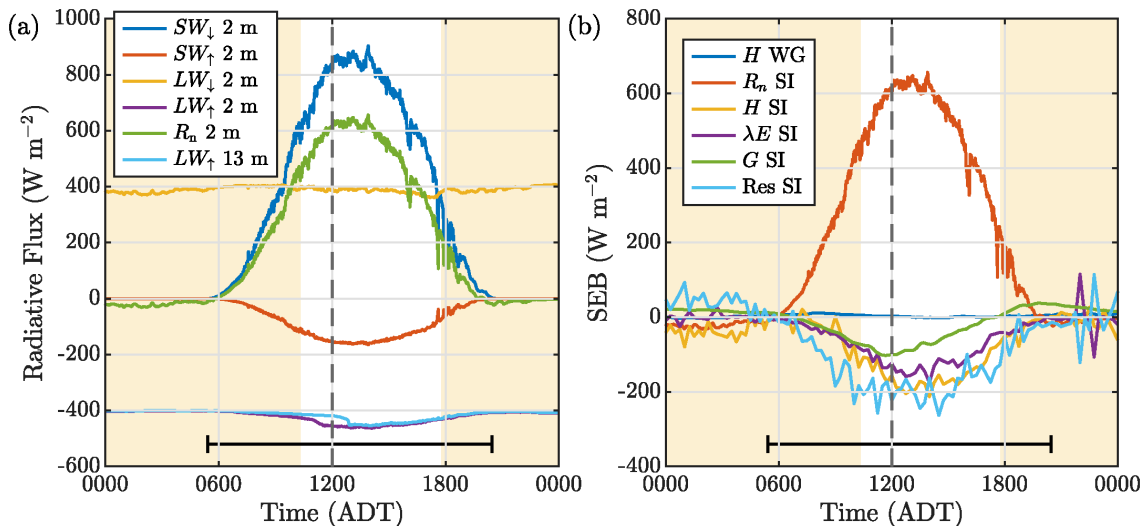 (a)
SW↓ 2 m
SW↑ 2 m
LW↓ 2 m
LW↑ 2 m
Rn 2 m
LW↑ 13 m
1000
800
600
400
200
0
-200
-400
-600
Radiative Flux (W m−2)
0000
0600
1200
1800
0000
Time (ADT)
(b)
H WG
Rn SI
H SI
λE SI
G SI
Res SI
800
600
400
200
0
-200
-400
SEB (W m−2)
0000
0600
1200
1800
0000
Time (ADT)